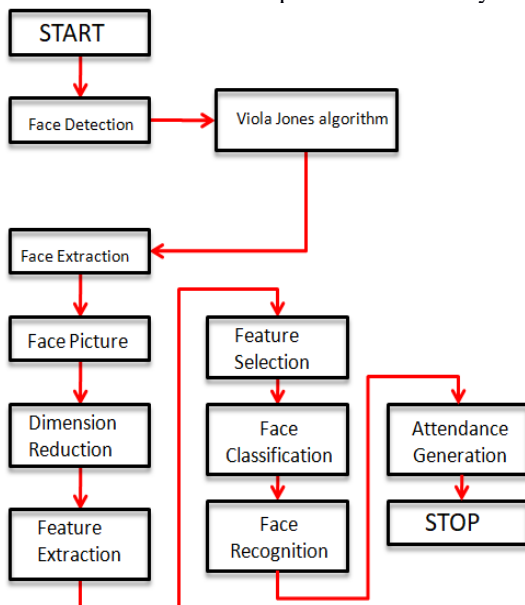 START
Face Detection
Viola Jones algorithm
Face Extraction
Face Picture
Dimension
Reduction
Feature
Extraction
Feature
Selection
Face
Classification
Face
Recognition
Attendance
Generation
STOP